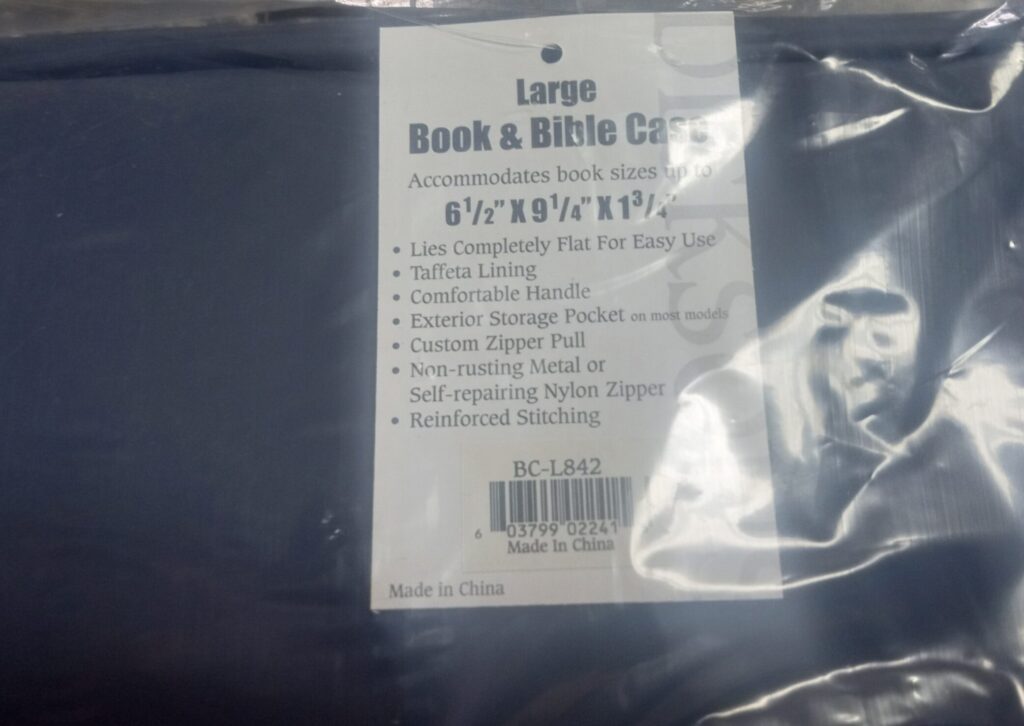 Large
Book & Bible Case
Accommodates book sizes up to
6 1/2" X 9 1/4" X 1 3/4"
• Lies Completely Flat For Easy Use
• Taffeta Lining
• Comfortable Handle
• Exterior Storage Pocket on most models
• Custom Zipper Pull
• Non-rusting Metal or
Self-repairing Nylon Zipper
• Reinforced Stitching
BC-L842
6 03799 02241
Made In China
Made in China